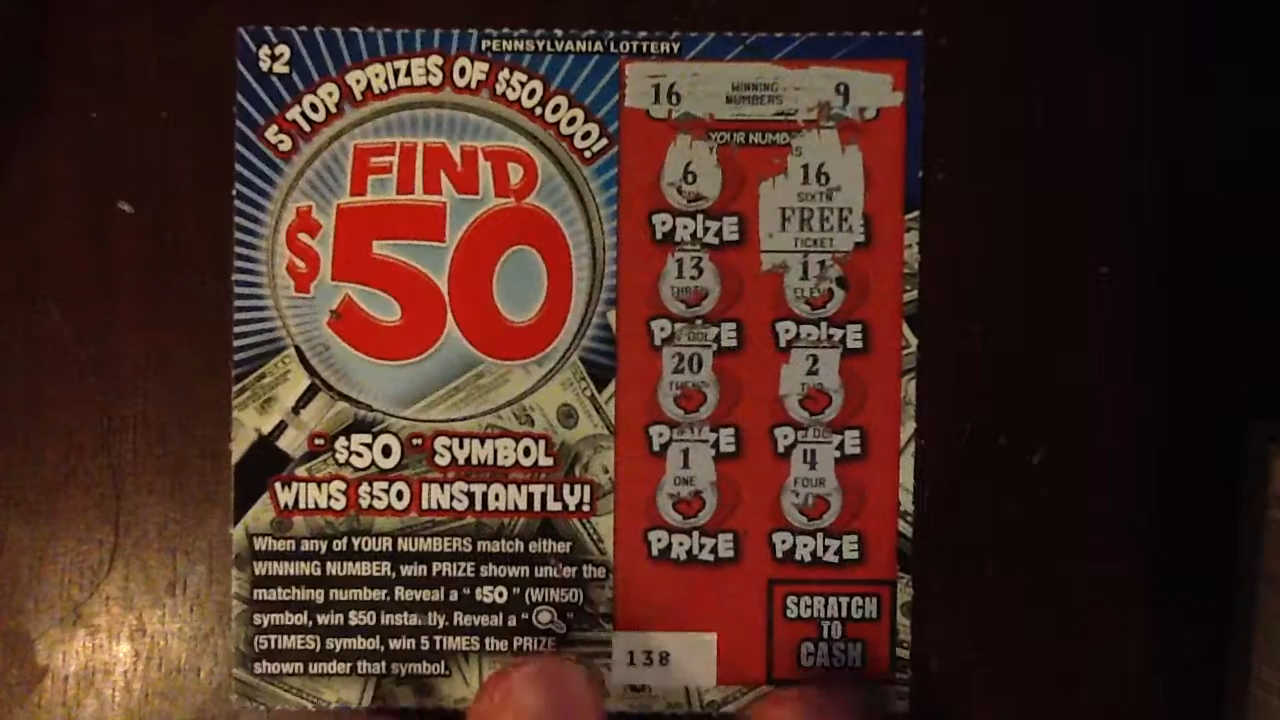 PENNSYLVANIA LOTTERY
$2
5 TOP PRIZES OF $50,000!
FIND
$50
"$50" SYMBOL
WINS $50 INSTANTLY!
When any of YOUR NUMBERS match either
WINNING NUMBER, win PRIZE shown under the
matching number. Reveal a "$50" (WIN50)
symbol, win $50 instantly. Reveal a " "
(5TIMES) symbol, win 5 TIMES the PRIZE
shown under that symbol.
16 WINNING NUMBERS 9
YOUR
6 16
PRIZE FREE
TICKET
13 11
PRIZE PRIZE
20 2
PRIZE PRIZE
1 4
ONE FOUR
PRIZE PRIZE
SCRATCH
TO
CASH
138